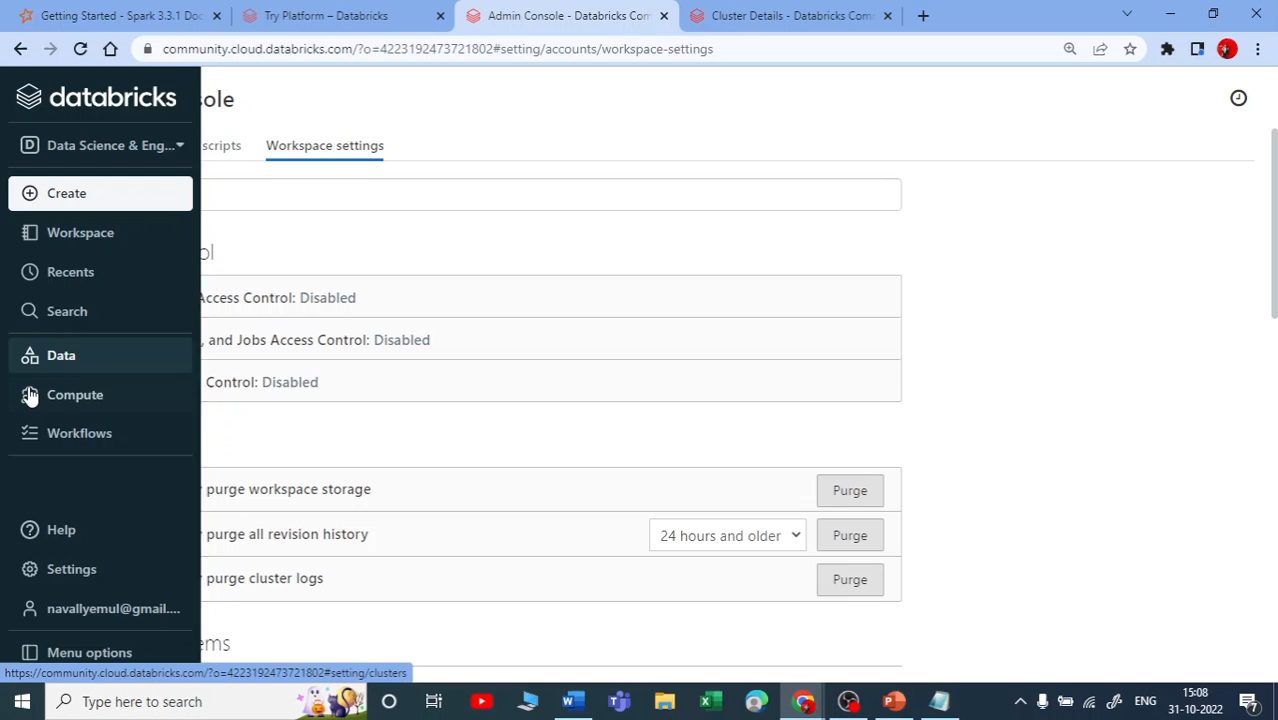 Getting Started - Spark 3.3.1 Do
Try Platform – Databricks
Admin Console - Databricks Com
Cluster Details - Databricks Com
community.cloud.databricks.com/?o=4223192473721802#setting/accounts/workspace-settings
databricks
sole
Data Science & Eng...
scripts
Workspace settings
Create
Workspace
ol
Recents
Access Control: Disabled
Search
, and Jobs Access Control: Disabled
Data
Control: Disabled
Compute
Workflows
y purge workspace storage
Purge
Help
y purge all revision history
24 hours and older
Purge
Settings
y purge cluster logs
Purge
navallyemul@gmail....
ems
Menu options
https://community.cloud.databricks.com/?o=4223192473721802#setting/clusters
Type here to search
ENG
15:08
31-10-2022
7